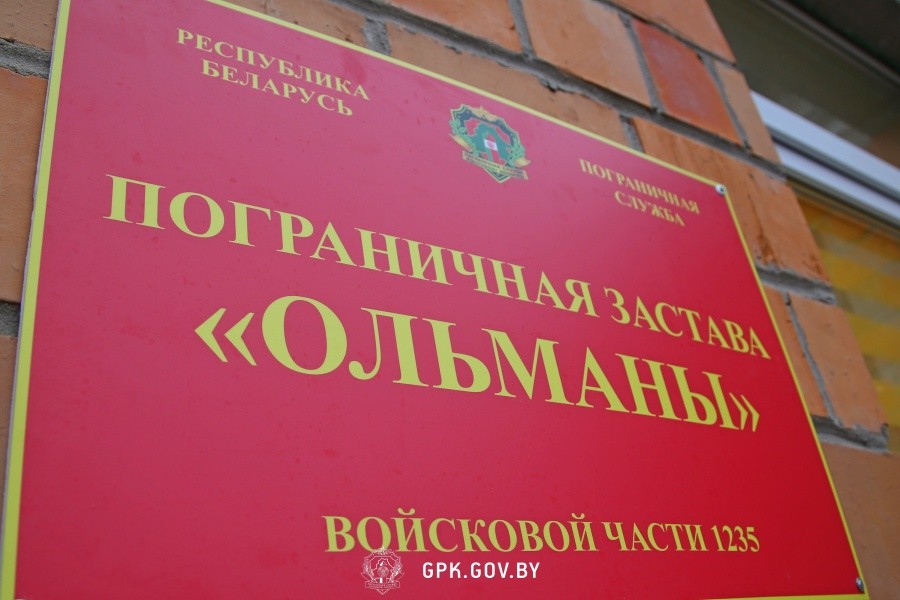 РЕСПУБЛИКА
БЕЛАРУСЬ
ПОГРАНИЧНАЯ
СЛУЖБА
ПОГРАНИЧНАЯ ЗАСТАВА
«ОЛЬМАНЫ»
ВОЙСКОВОЙ ЧАСТИ 1235
GPK.GOV.BY